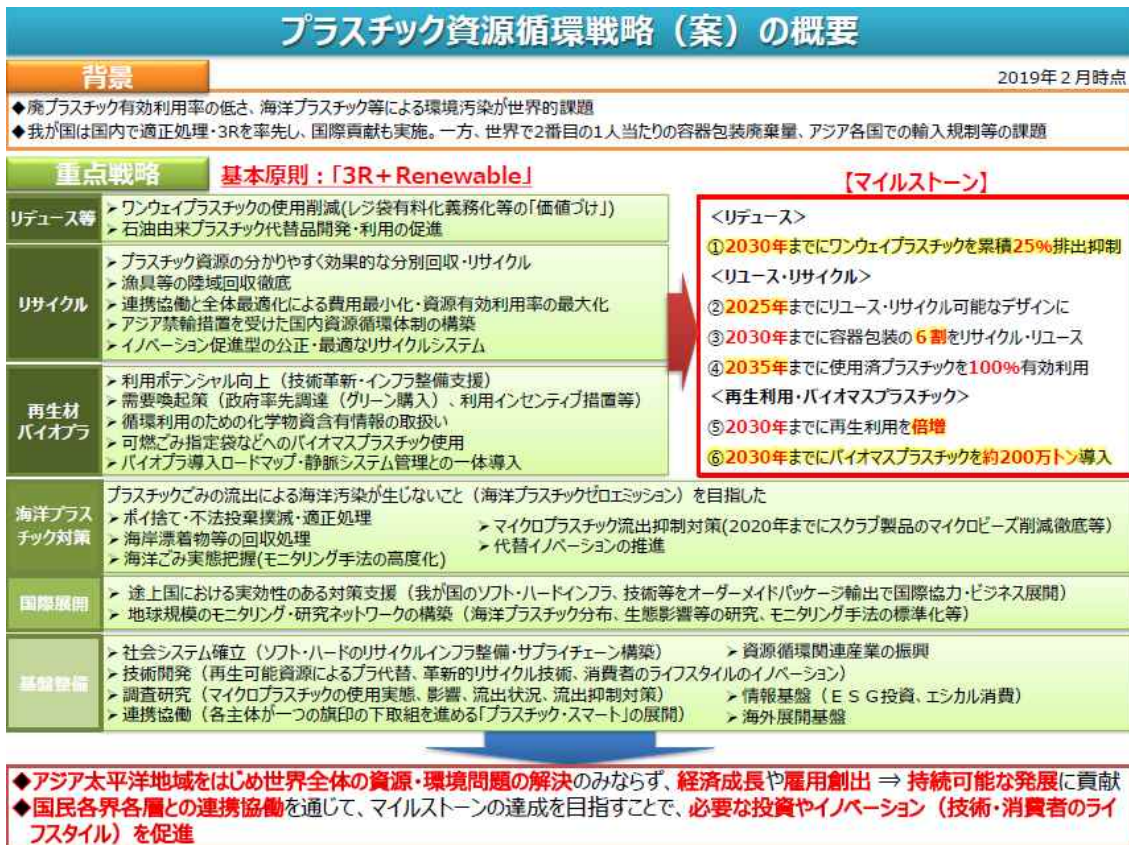 プラスチック資源循環戦略（案）の概要
背景
2019年２月時点
◆廃プラスチック有効利用率の低さ、海洋プラスチック等による環境汚染が世界的課題
◆我が国は国内で適正処理・3Rを率先し、国際貢献も実施。一方、世界で2番目の1人当たりの容器包装廃棄量、アジア各国での輸入規制等の課題
重点戦略
基本原則：「3R＋Renewable」
【マイルストーン】
リデュース等
➢ワンウェイプラスチックの使用削減(レジ袋有料化義務化等の「価値づけ」)
➢石油由来プラスチック代替品開発・利用の促進
リサイクル
➢プラスチック資源の分かりやすく効果的な分別回収・リサイクル
➢漁具等の陸域回収徹底
➢連携協働と全体最適化による費用最小化・資源有効利用率の最大化
➢アジア禁輸措置を受けた国内資源循環体制の構築
➢イノベーション促進型の公正・最適なリサイクルシステム
再生材
バイオプラ
➢利用ポテンシャル向上（技術革新・インフラ整備支援）
➢需要喚起策（政府率先調達（グリーン購入）、利用インセンティブ措置等）
➢循環利用のための化学物資含有情報の取扱い
➢可燃ごみ指定袋などへのバイオマスプラスチック使用
➢バイオプラ導入ロードマップ・静脈システム管理との一体導入
＜リデュース＞
①2030年までにワンウェイプラスチックを累積25%排出抑制
＜リユース・リサイクル＞
②2025年までにリユース・リサイクル可能なデザインに
③2030年までに容器包装の６割をリサイクル・リユース
④2035年までに使用済プラスチックを100%有効利用
＜再生利用・バイオマスプラスチック＞
⑤2030年までに再生利用を倍増
⑥2030年までにバイオマスプラスチックを約200万トン導入
海洋プラス
チック対策
プラスチックごみの流出による海洋汚染が生じないこと（海洋プラスチックゼロエミッション）を目指した
➢ポイ捨て・不法投棄撲滅・適正処理
➢海岸漂着物等の回収処理
➢海洋ごみ実態把握(モニタリング手法の高度化)
➢マイクロプラスチック流出抑制対策(2020年までにスクラブ製品のマイクロビーズ削減徹底等)
➢代替イノベーションの推進
国際展開
➢途上国における実効性のある対策支援（我が国のソフト・ハードインフラ、技術等をオーダーメイドパッケージ輸出で国際協力・ビジネス展開）
➢地球規模のモニタリング・研究ネットワークの構築（海洋プラスチック分布、生態影響等の研究、モニタリング手法の標準化等）
基盤整備
➢社会システム確立（ソフト・ハードのリサイクルインフラ整備・サプライチェーン構築）
➢資源循環関連産業の振興
➢技術開発（再生可能資源によるプラ代替、革新的リサイクル技術、消費者のライフスタイルのイノベーション）
➢調査研究（マイクロプラスチックの使用実態、影響、流出状況、流出抑制対策）
➢情報基盤（ＥＳＧ投資、エシカル消費）
➢連携協働（各主体が一つの旗印の下取組を進める「プラスチック・スマート」の展開）
➢海外展開基盤
◆アジア太平洋地域をはじめ世界全体の資源・環境問題の解決のみならず、経済成長や雇用創出 ⇒ 持続可能な発展に貢献
◆国民各界各層との連携協働を通じて、マイルストーンの達成を目指すことで、必要な投資やイノベーション（技術・消費者のライ
フスタイル）を促進